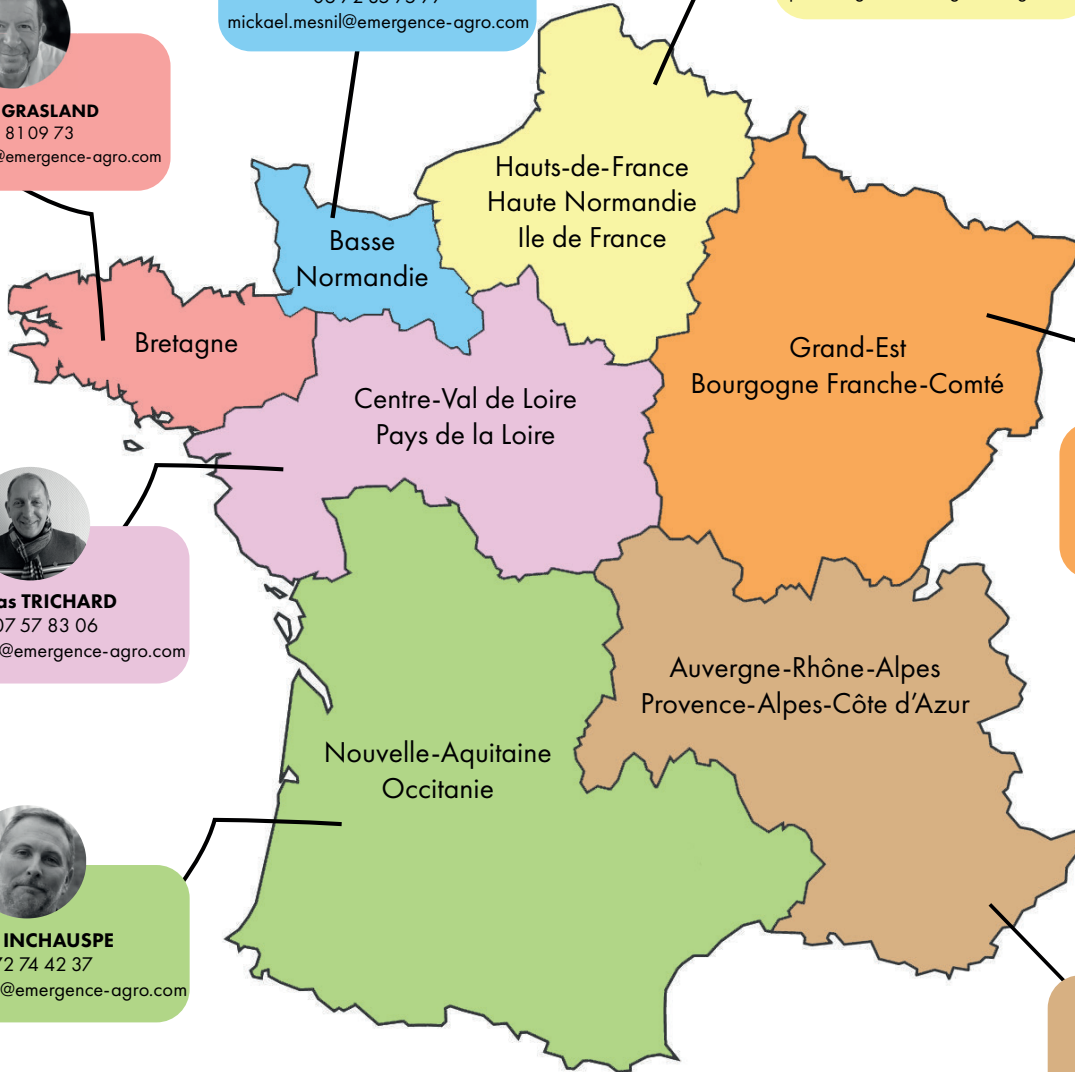 mickael.mesnil@emergence-agro.com
GRASLAND
81 09 73
@emergence-agro.com
Hauts-de-France
Haute Normandie
Ile de France
Basse
Normandie
Bretagne
Grand-Est
Bourgogne Franche-Comté
Centre-Val de Loire
Pays de la Loire
as TRICHARD
07 57 83 06
@emergence-agro.com
Auvergne-Rhône-Alpes
Provence-Alpes-Côte d’Azur
Nouvelle-Aquitaine
Occitanie
INCHAUSPE
72 74 42 37
@emergence-agro.com